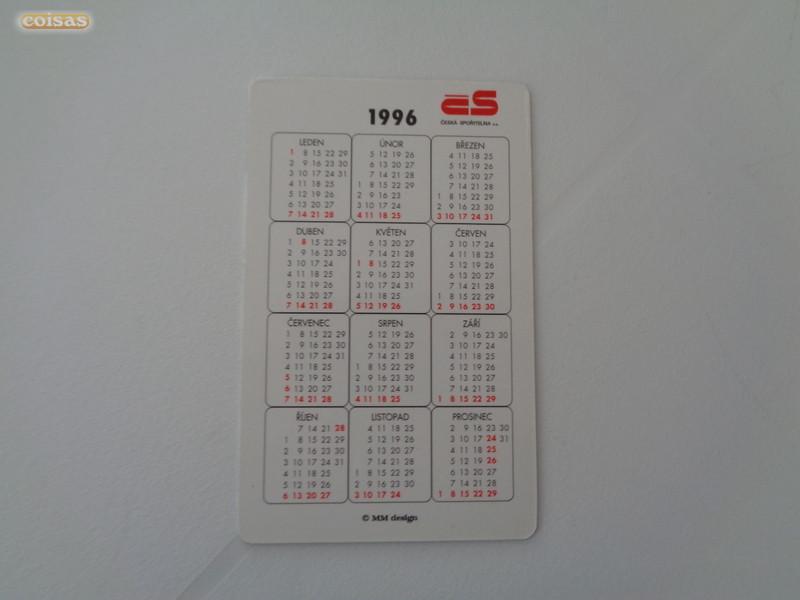 coisas
1996
ČS
ČESKÁ SPOŘITELNA a.s.
LEDEN
1 8 15 22 29
2 9 16 23 30
3 10 17 24 31
4 11 18 25
5 12 19 26
6 13 20 27
7 14 21 28
ÚNOR
5 12 19 26
6 13 20 27
7 14 21 28
1 8 15 22 29
2 9 16 23
3 10 17 24
4 11 18 25
BŘEZEN
4 11 18 25
5 12 19 26
6 13 20 27
7 14 21 28
1 8 15 22 29
2 9 16 23 30
3 10 17 24 31
DUBEN
1 8 15 22 29
2 9 16 23 30
3 10 17 24
4 11 18 25
5 12 19 26
6 13 20 27
7 14 21 28
KVĚTEN
6 13 20 27
7 14 21 28
1 8 15 22 29
2 9 16 23 30
3 10 17 24 31
4 11 18 25
5 12 19 26
ČERVEN
3 10 17 24
4 11 18 25
5 12 19 26
6 13 20 27
7 14 21 28
1 8 15 22 29
2 9 16 23 30
ČERVENEC
1 8 15 22 29
2 9 16 23 30
3 10 17 24 31
4 11 18 25
5 12 19 26
6 13 20 27
7 14 21 28
SRPEN
5 12 19 26
6 13 20 27
7 14 21 28
1 8 15 22 29
2 9 16 23 30
3 10 17 24 31
4 11 18 25
ZÁŘÍ
2 9 16 23 30
3 10 17 24
4 11 18 25
5 12 19 26
6 13 20 27
7 14 21 28
1 8 15 22 29
ŘÍJEN
7 14 21 28
1 8 15 22 29
2 9 16 23 30
3 10 17 24 31
4 11 18 25
5 12 19 26
6 13 20 27
LISTOPAD
4 11 18 25
5 12 19 26
6 13 20 27
7 14 21 28
1 8 15 22 29
2 9 16 23 30
3 10 17 24
PROSINEC
2 9 16 23 30
3 10 17 24 31
4 11 18 25
5 12 19 26
6 13 20 27
7 14 21 28
1 8 15 22 29
© MM design